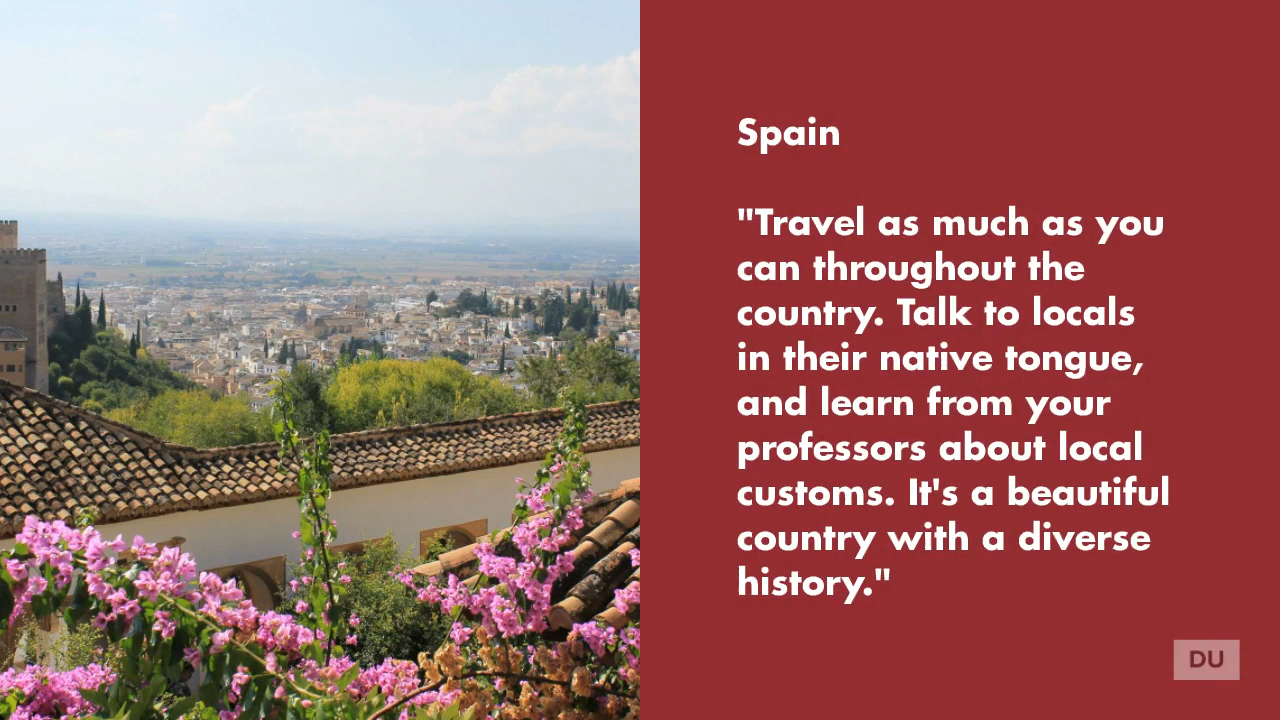 Spain
"Travel as much as you
can throughout the
country. Talk to locals
in their native tongue,
and learn from your
professors about local
customs. It's a beautiful
country with a diverse
history."
DU